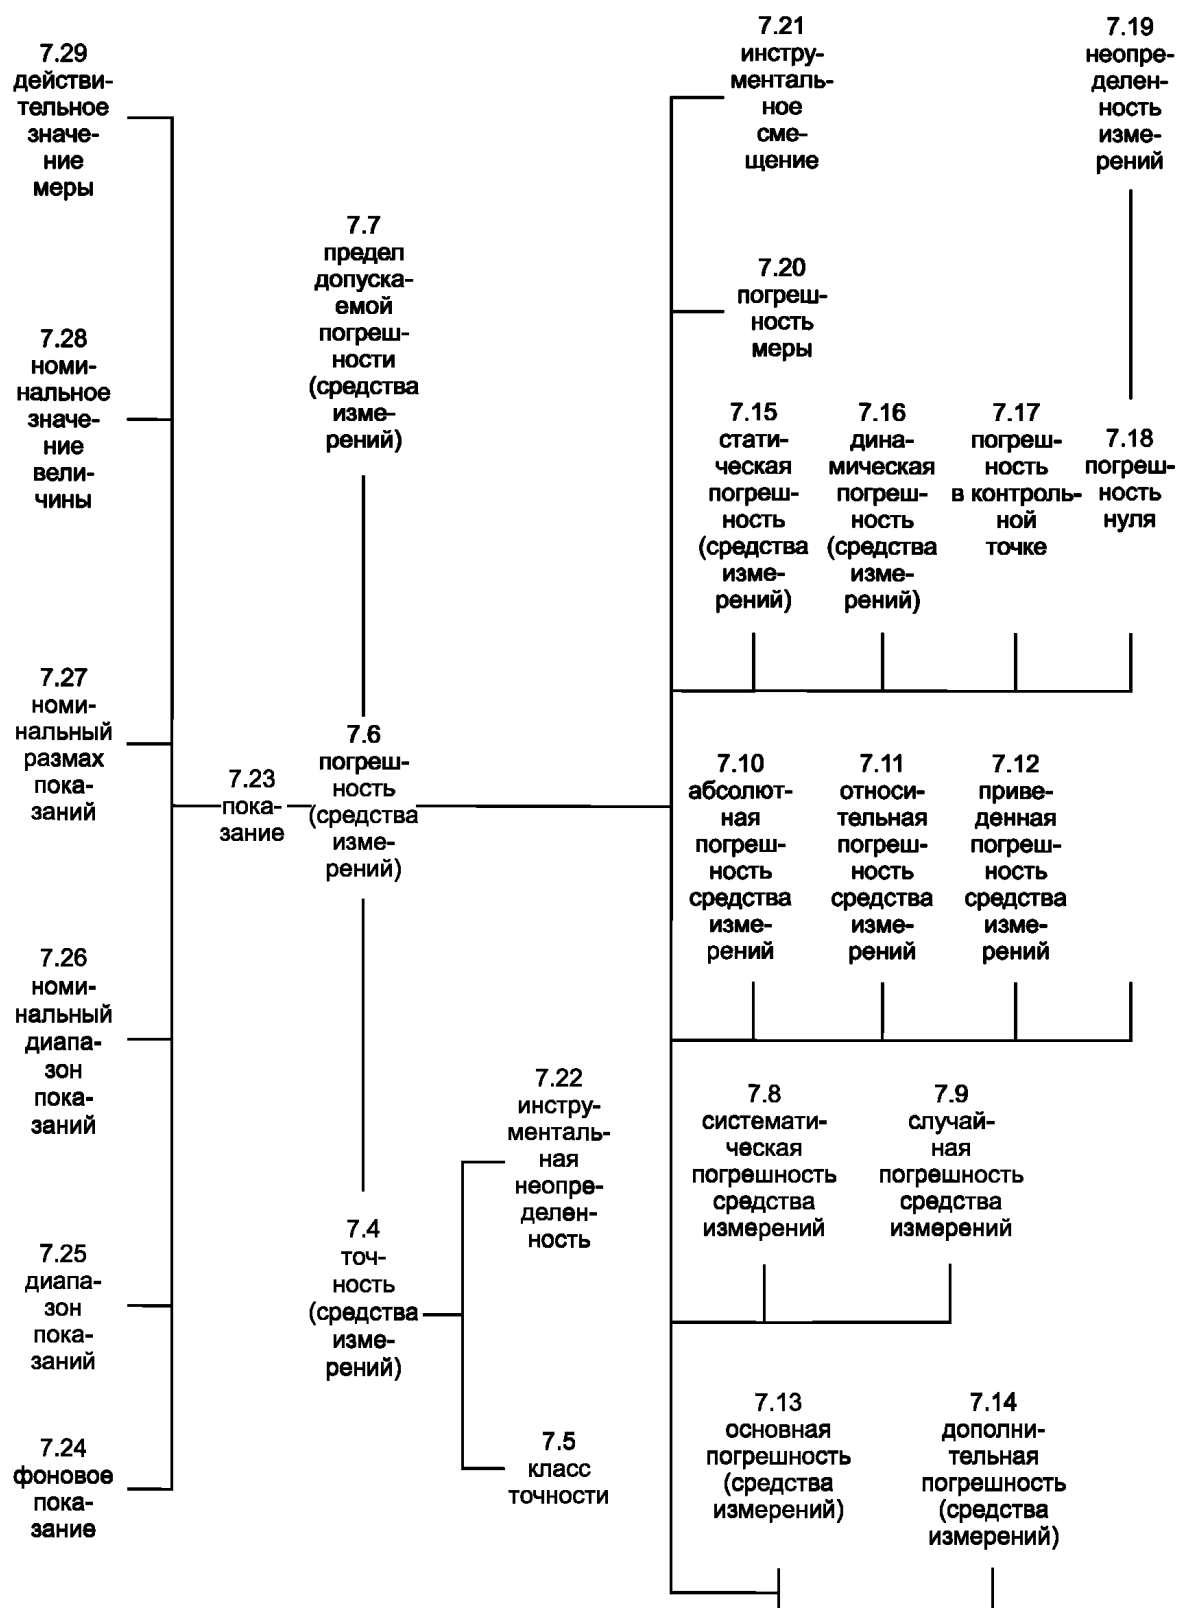 7.29
действи-
тельное
значе-
ние
меры
7.28
номи-
нальное
значе-
ние
вели-
чины
7.27
номи-
нальный
размах
пока-
заний
7.26
номи-
нальный
диапа-
зон
пока-
заний
7.25
диапа-
зон
пока-
заний
7.24
фоновое
пока-
зание
7.23
пока-
зание
7.7
предел
допуска-
емой
погреш-
ности
(средства
изме-
рений)
7.6
погреш-
ность
(средства
изме-
рений)
7.4
точ-
ность
(средства
изме-
рений)
7.22
инстру-
менталь-
ная
неопре-
делен-
ность
7.5
класс
точности
7.21
инстру-
менталь-
ное
сме-
щение
7.19
неопре-
делен-
ность
изме-
рений
7.20
погреш-
ность
меры
7.15
стати-
ческая
погреш-
ность
(средства
изме-
рений)
7.16
дина-
мическая
погреш-
ность
(средства
изме-
рений)
7.17
погреш-
ность
в контроль-
ной
точке
7.18
погреш-
ность
нуля
7.10
абсолют-
ная
погреш-
ность
средства
изме-
рений
7.11
относи-
тельная
погреш-
ность
средства
изме-
рений
7.12
приве-
денная
погреш-
ность
средства
изме-
рений
7.8
системати-
ческая
погрешность
средства
измерений
7.9
случай-
ная
погрешность
средства
измерений
7.13
основная
погрешность
(средства
измерений)
7.14
дополни-
тельная
погрешность
(средства
измерений)